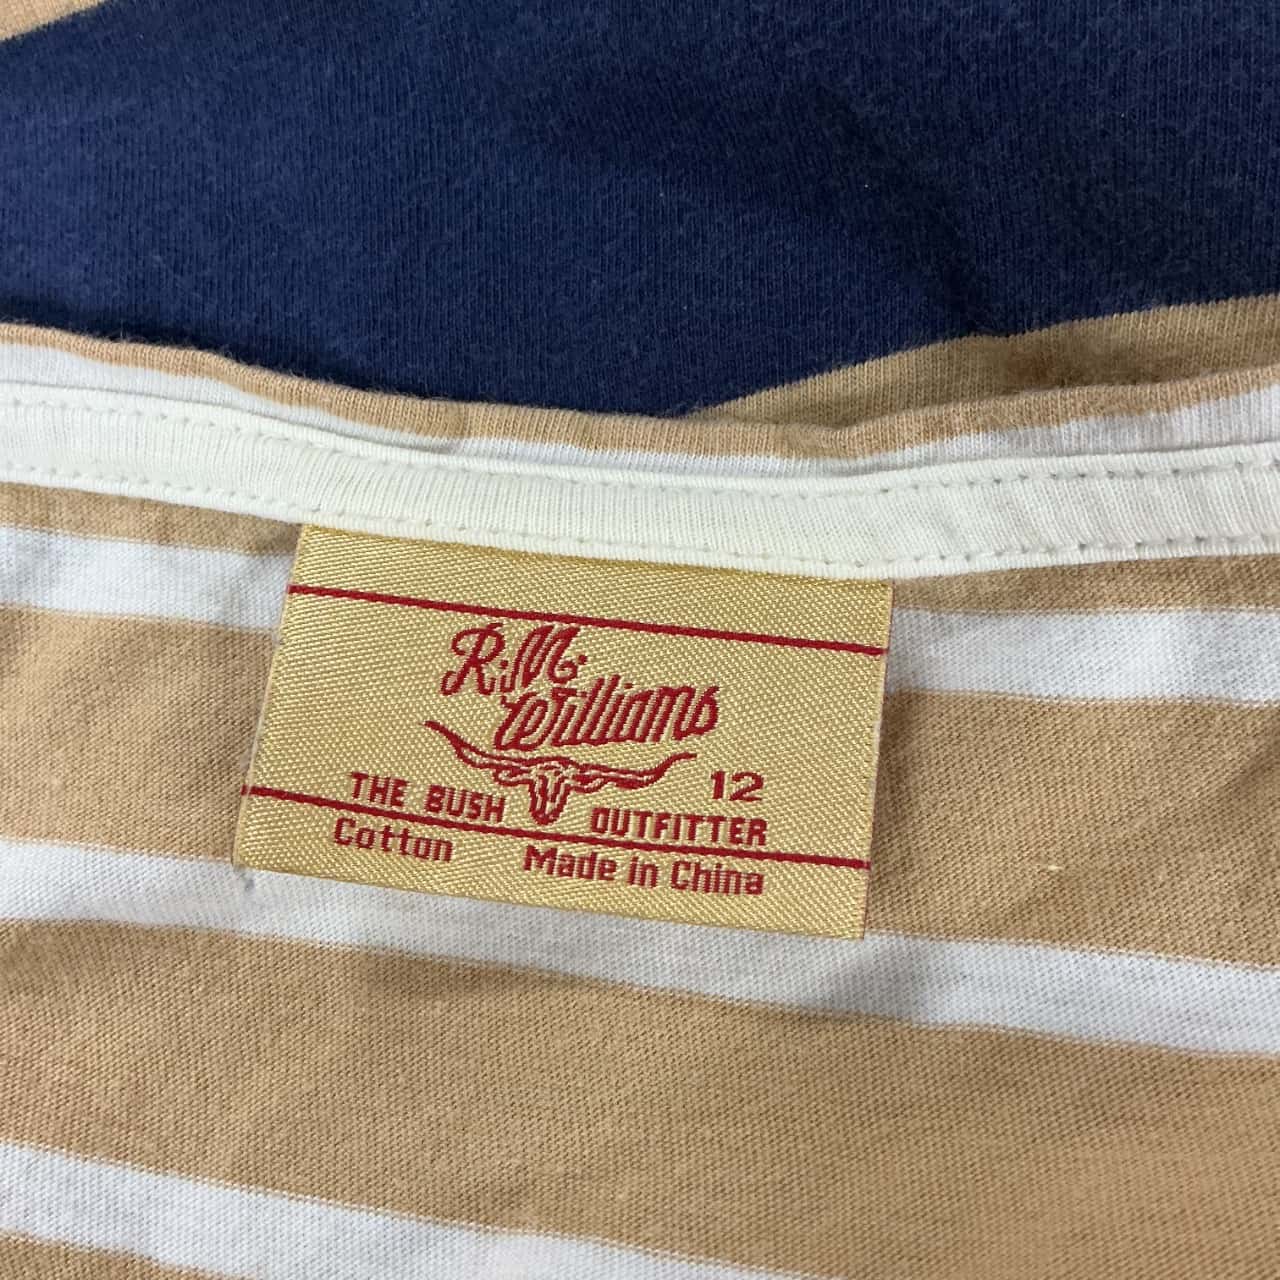 R.M.
Williams
12
THE BUSH OUTFITTER
Cotton Made in China